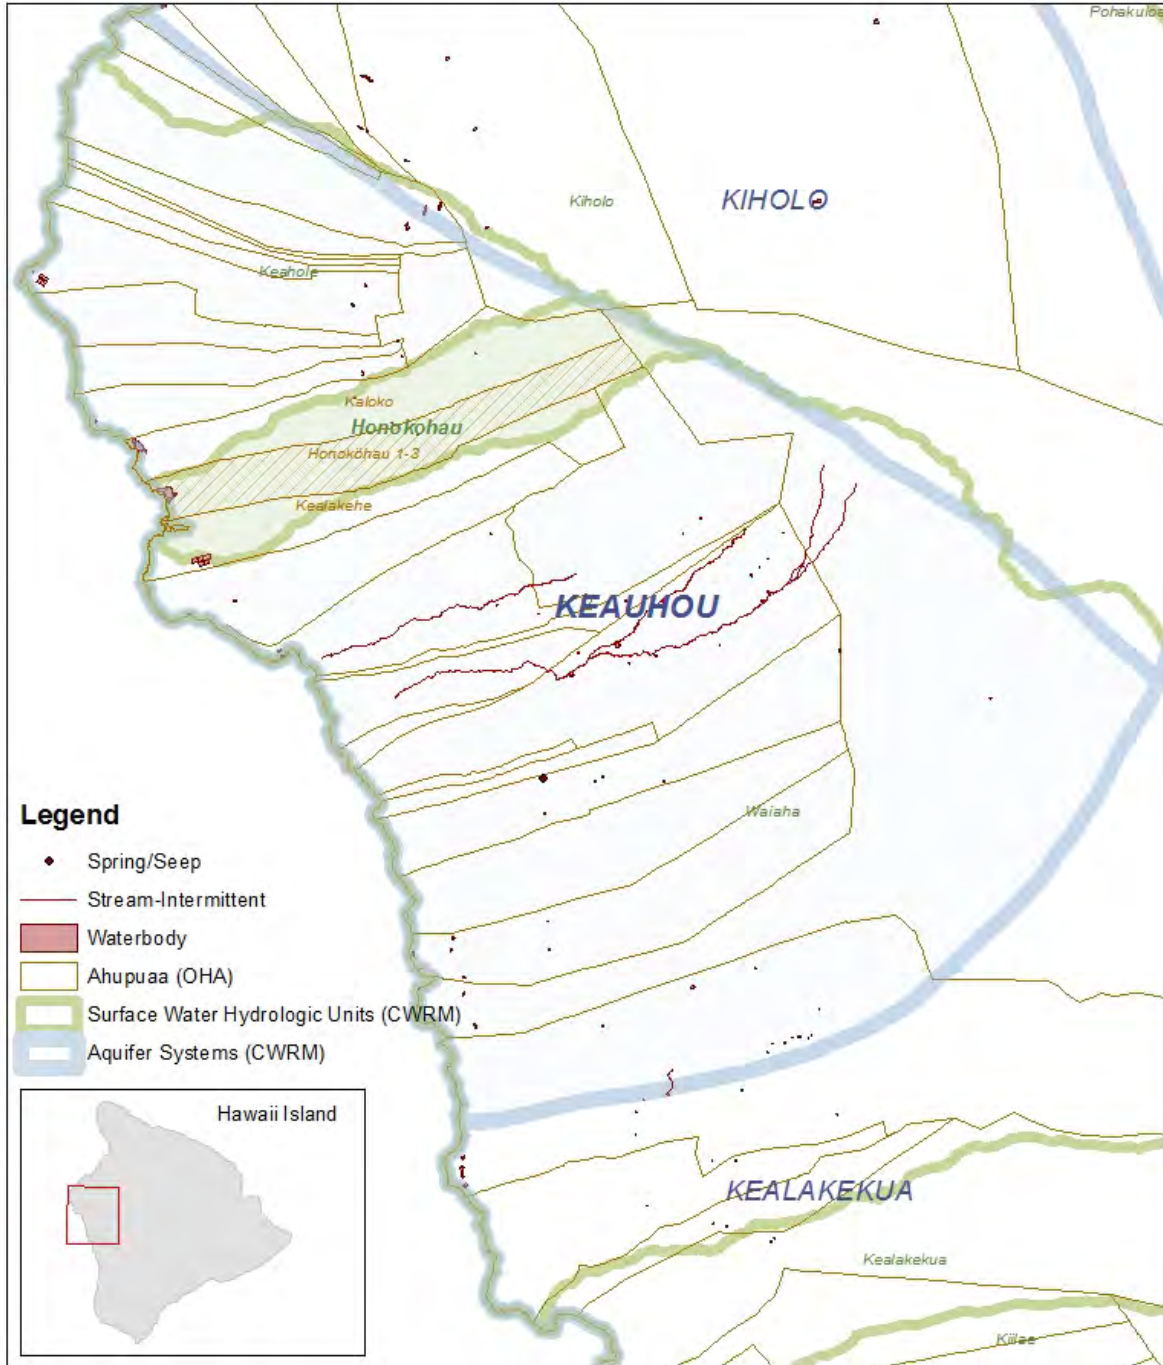 Pohakuloa
Kiholo
KIHOLO
Keahole
Kaloko
Honokohau
Honokōhau 1-3
Kealakehe
KEAUHOU
Waiaha
Legend
Spring/Seep
Stream-Intermittent
Waterbody
Ahupuaa (OHA)
Surface Water Hydrologic Units (CWRM)
Aquifer Systems (CWRM)
Hawaii Island
KEALAKEKUA
Kealakekua
Kiilae